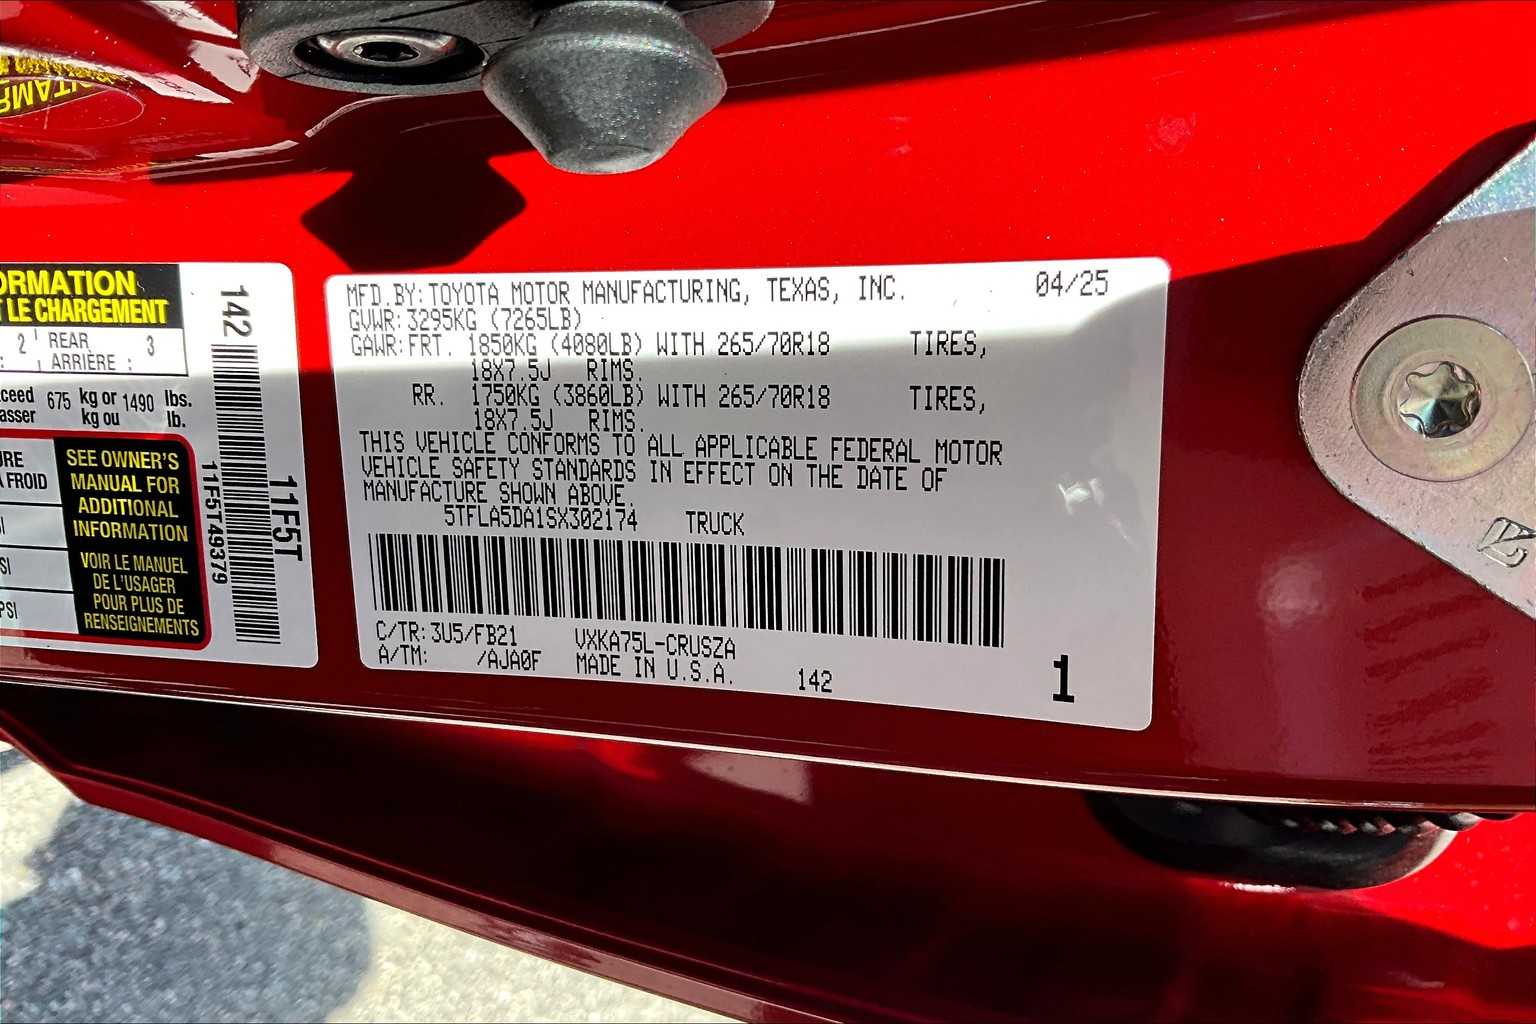 ORMATION
T LE CHARGEMENT
: 2 REAR 3
ARRIÈRE :
675 kg or 1490 lbs.
kg ou lb.
A FROID
PSI
SEE OWNER'S
MANUAL FOR
ADDITIONAL
INFORMATION
VOIR LE MANUEL
DE L'USAGER
POUR PLUS DE
RENSEIGNEMENTS
142
11F5T49379
11F5T
MFD.BY:TOYOTA MOTOR MANUFACTURING, TEXAS, INC. 04/25
GVWR:3295KG (7265LB)
GAWR:FRT. 1850KG (4080LB) WITH 265/70R18 TIRES,
18X7.5J RIMS.
RR. 1750KG (3860LB) WITH 265/70R18 TIRES,
18X7.5J RIMS.
THIS VEHICLE CONFORMS TO ALL APPLICABLE FEDERAL MOTOR
VEHICLE SAFETY STANDARDS IN EFFECT ON THE DATE OF
MANUFACTURE SHOWN ABOVE.
5TFLA5DA1SX302174 TRUCK
C/TR:3U5/FB21 VXKA75L-CRUSZA
A/TM: /AJA0F MADE IN U.S.A. 142
1